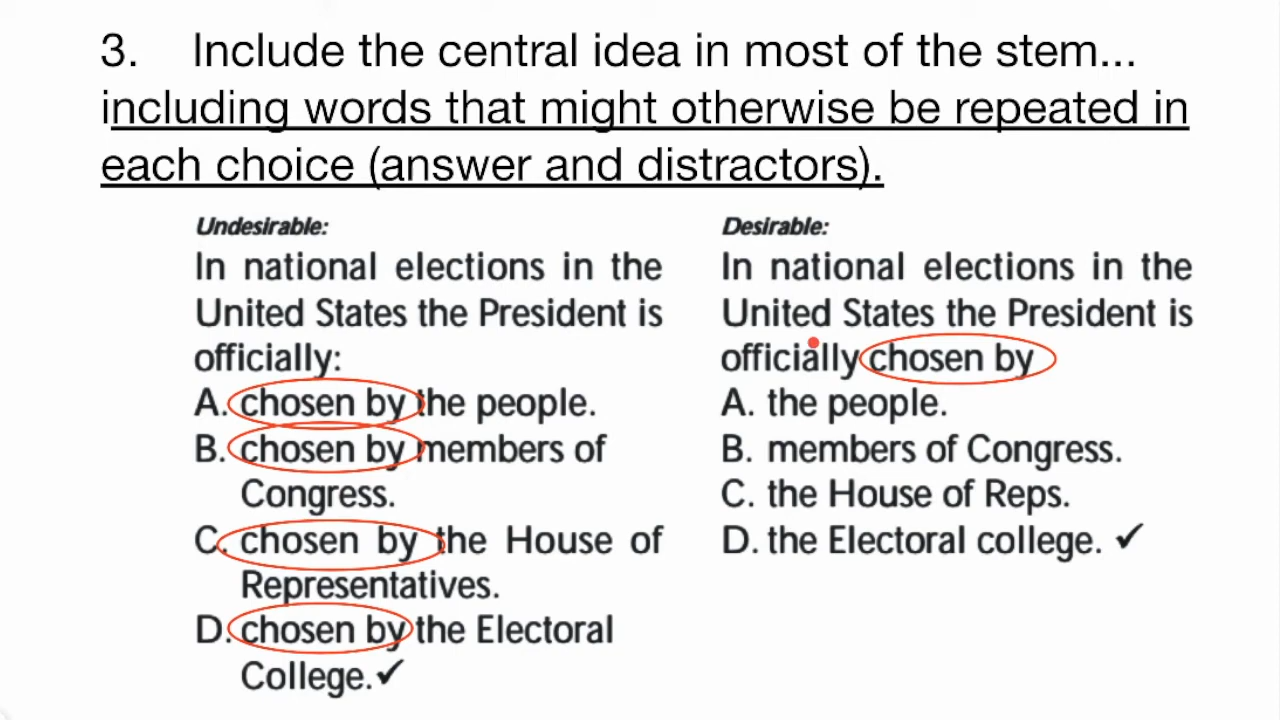 3. Include the central idea in most of the stem...
including words that might otherwise be repeated in
each choice (answer and distractors).
Undesirable:
In national elections in the
United States the President is
officially:
A. chosen by the people.
B. chosen by members of
Congress.
C. chosen by the House of
Representatives.
D. chosen by the Electoral
College.✓
Desirable:
In national elections in the
United States the President is
officially chosen by
A. the people.
B. members of Congress.
C. the House of Reps.
D. the Electoral college. ✓